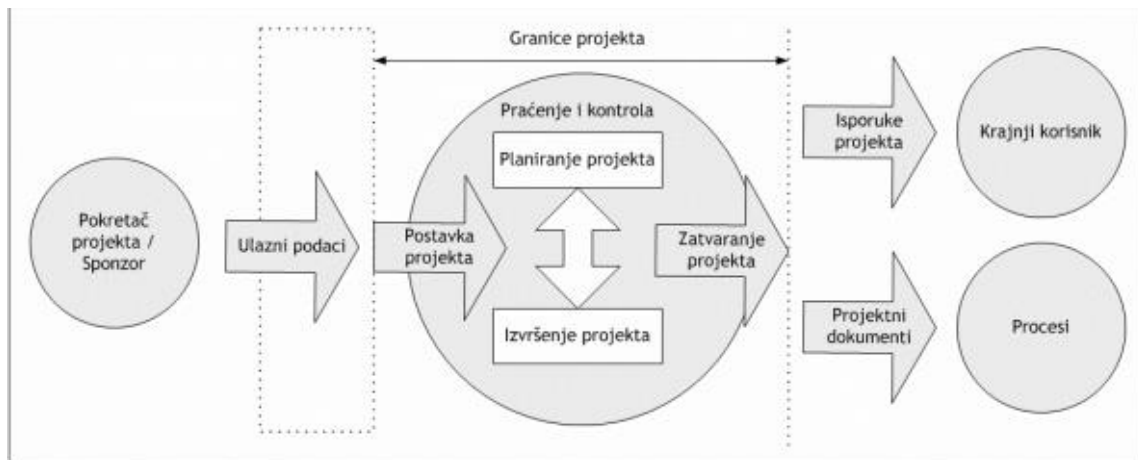 Granice projekta
Praćenje i kontrola
Planiranje projekta
Pokretač
projekta /
Sponzor
Ulazni podaci
Postavka
projekta
Zatvaranje
projekta
Izvršenje projekta
Isporuke
projekta
Krajnji korisnik
Projektni
dokumenti
Procesi